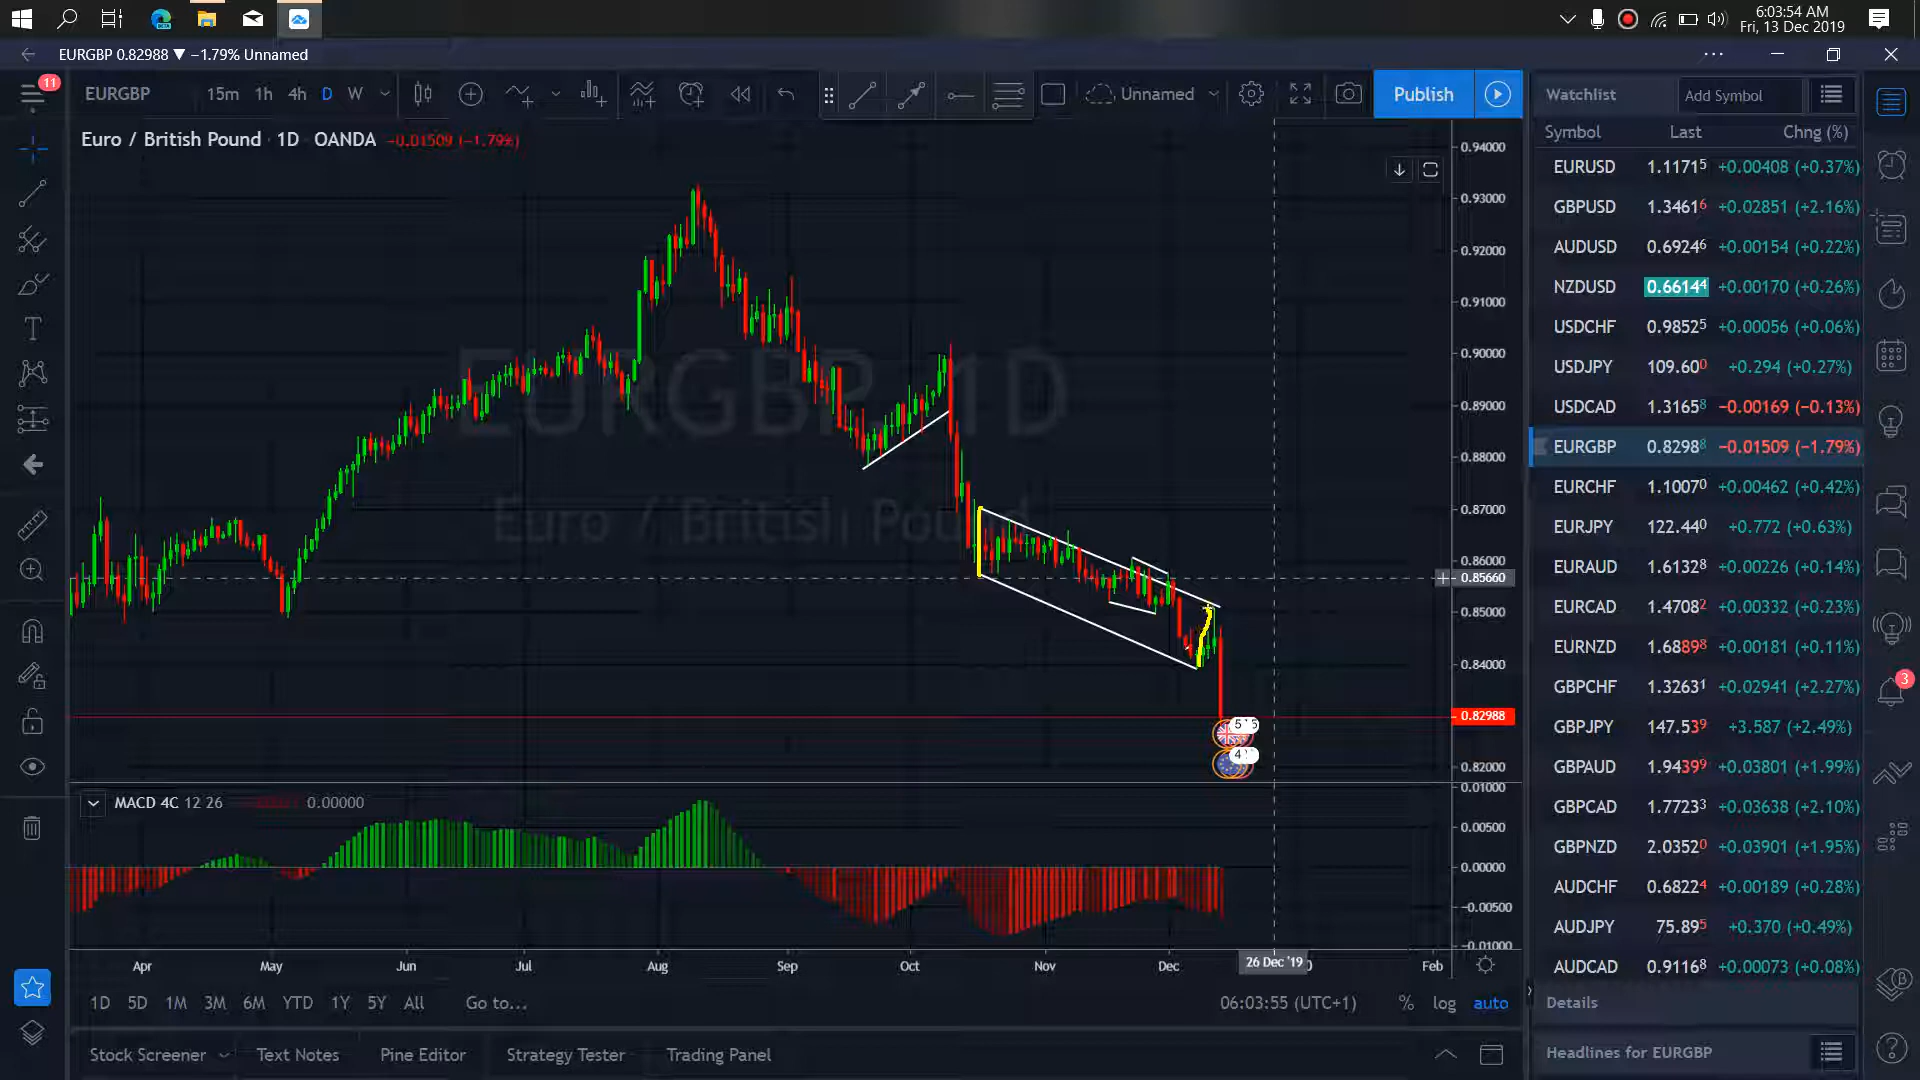 6:03:54 AM
Fri, 13 Dec 2019
EURGBP 0.82988 ▼ −1.79% Unnamed
11
EURGBP 15m 1h 4h D W Unnamed Publish
Watchlist Add Symbol
Euro / British Pound 1D OANDA −0.01509 (−1.79%)
Symbol Last Chng (%)
EURUSD 1.11715 +0.00408 (+0.37%)
GBPUSD 1.34616 +0.02851 (+2.16%)
AUDUSD 0.69246 +0.00154 (+0.22%)
NZDUSD 0.66144 +0.00170 (+0.26%)
USDCHF 0.98525 +0.00056 (+0.06%)
USDJPY 109.600 +0.294 (+0.27%)
USDCAD 1.31658 −0.00169 (−0.13%)
EURGBP 0.82988 −0.01509 (−1.79%)
EURCHF 1.10070 +0.00462 (+0.42%)
EURJPY 122.440 +0.772 (+0.63%)
EURAUD 1.61328 +0.00226 (+0.14%)
EURCAD 1.47082 +0.00332 (+0.23%)
EURNZD 1.68898 +0.00181 (+0.11%)
GBPCHF 1.32631 +0.02941 (+2.27%)
GBPJPY 147.539 +3.587 (+2.49%)
GBPAUD 1.94399 +0.03801 (+1.99%)
GBPCAD 1.77233 +0.03638 (+2.10%)
GBPNZD 2.03520 +0.03901 (+1.95%)
AUDCHF 0.68224 +0.00189 (+0.28%)
AUDJPY 75.895 +0.370 (+0.49%)
AUDCAD 0.91168 +0.00073 (+0.08%)
Details
Headlines for EURGBP
3
EURGBP, 1D
Euro / British Pound
0.94000
0.93000
0.92000
0.91000
0.90000
0.89000
0.88000
0.87000
0.86000
0.85660
0.85000
0.84000
0.82988
0.82000
0.01000
0.00500
0.00000
−0.00500
−0.01000
MACD 4C 12 26 0.00000
Apr May Jun Jul Aug Sep Oct Nov Dec 26 Dec '19 Feb
1D 5D 1M 3M 6M YTD 1Y 5Y All Go to... 06:03:55 (UTC+1) % log auto
Stock Screener Text Notes Pine Editor Strategy Tester Trading Panel